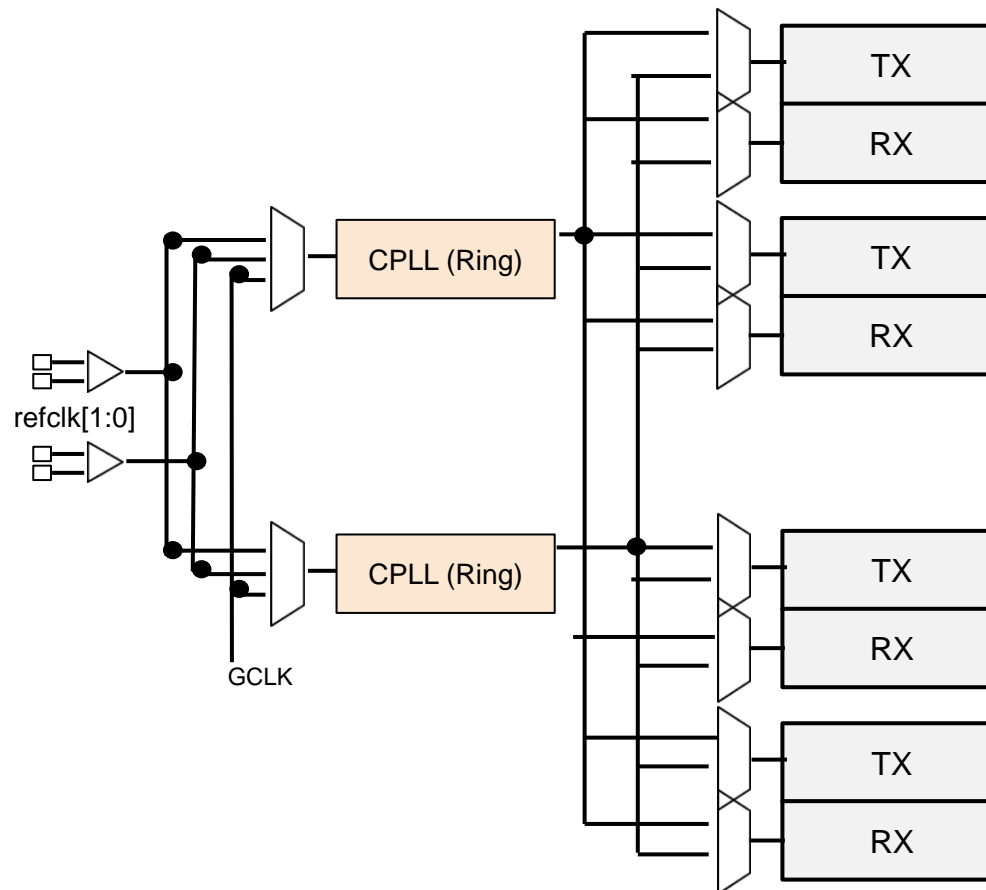 TX
RX
CPLL (Ring)
TX
RX
refclk[1:0]
CPLL (Ring)
TX
RX
GCLK
TX
RX